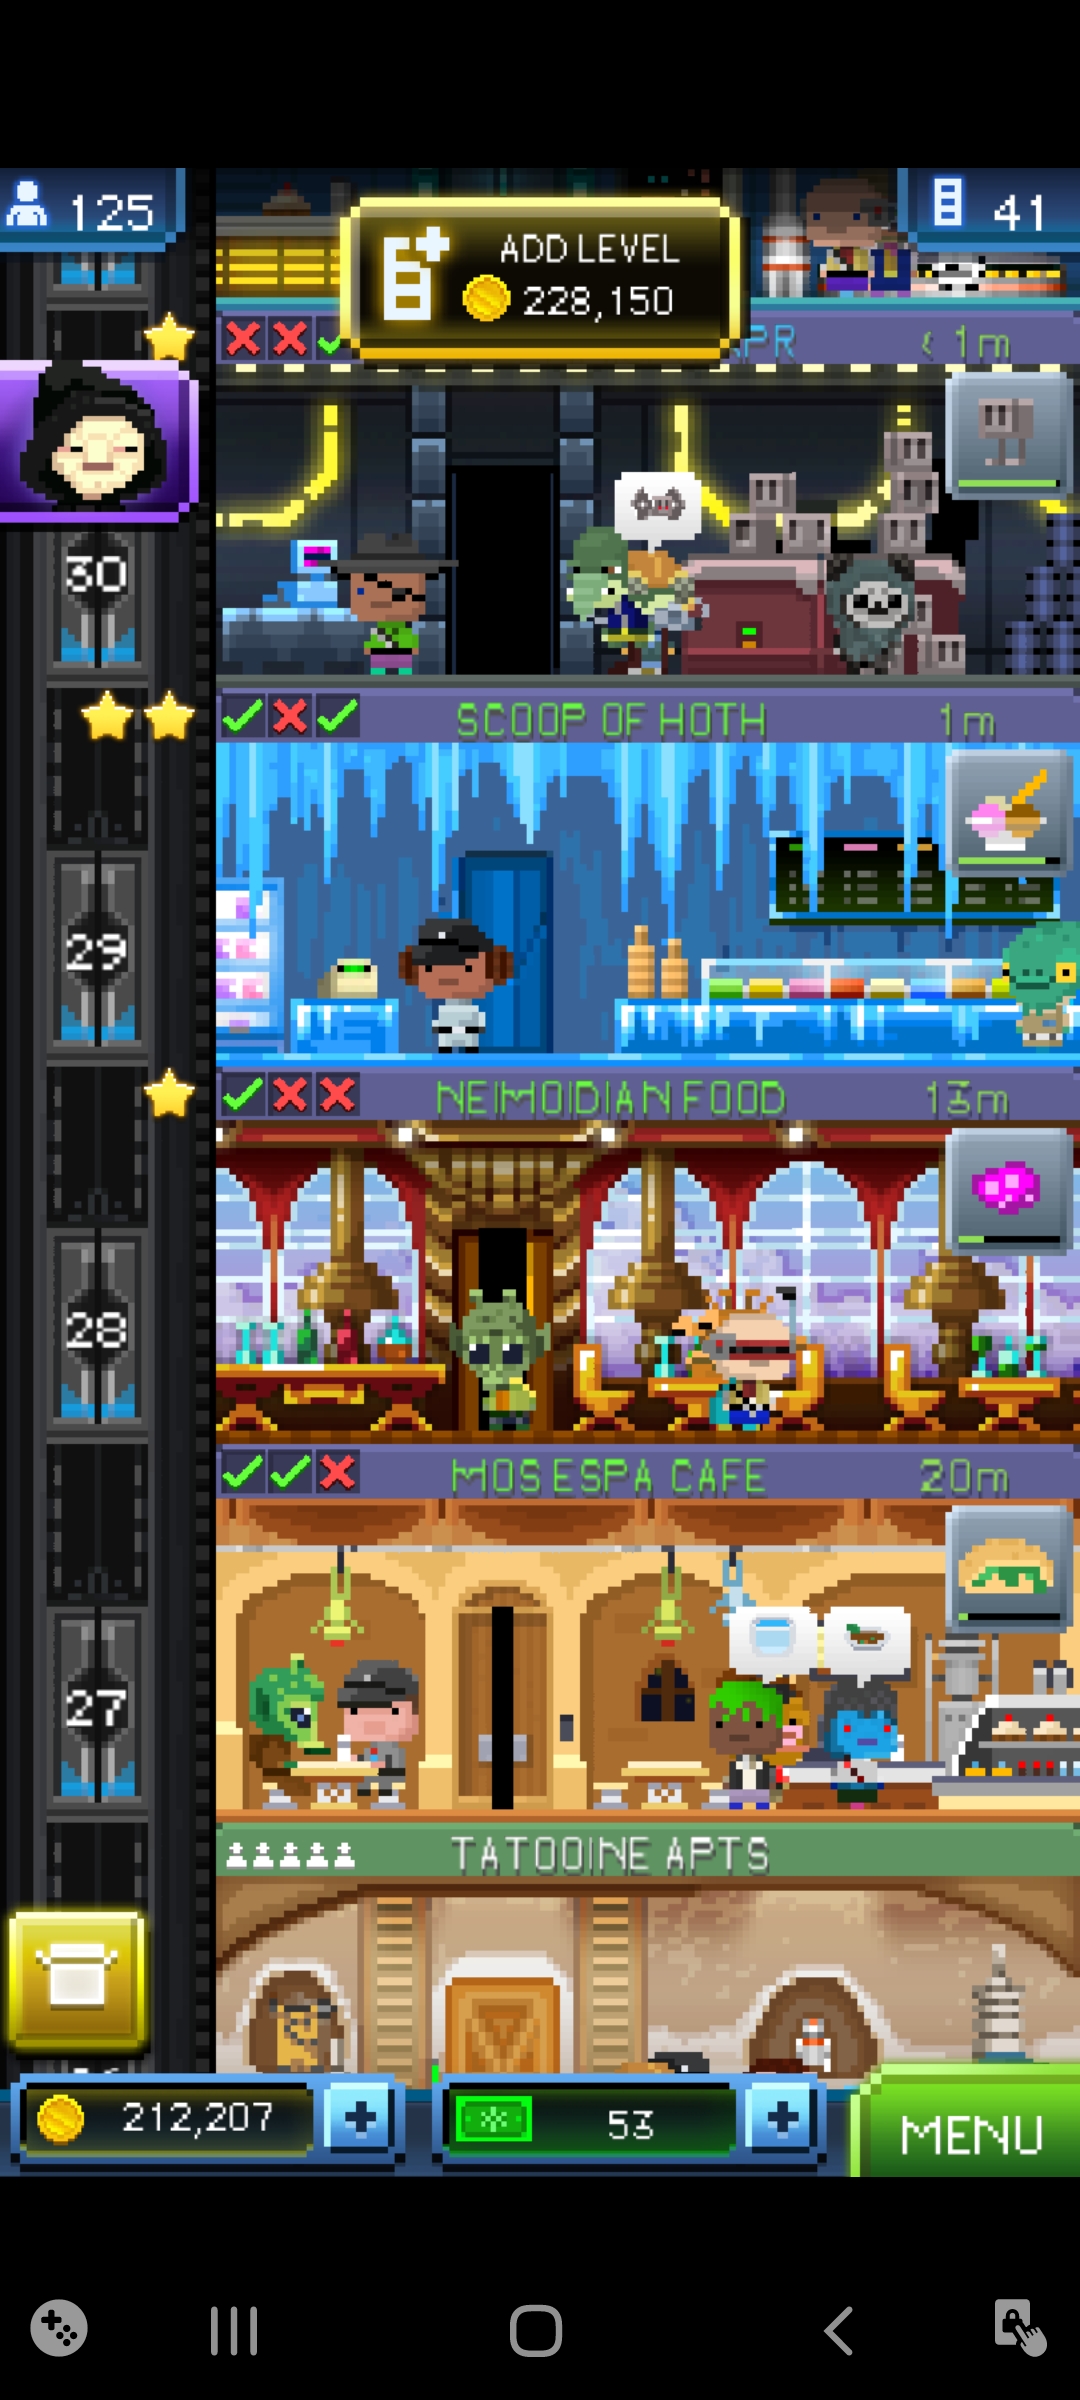 125
ADD LEVEL
228,150
41
< 1m
30
SCOOP OF HOTH
1m
29
NEIMOIDIAN FOOD
13m
28
MOS ESPA CAFE
20m
27
TATOOINE APTS
212,207
53
MENU